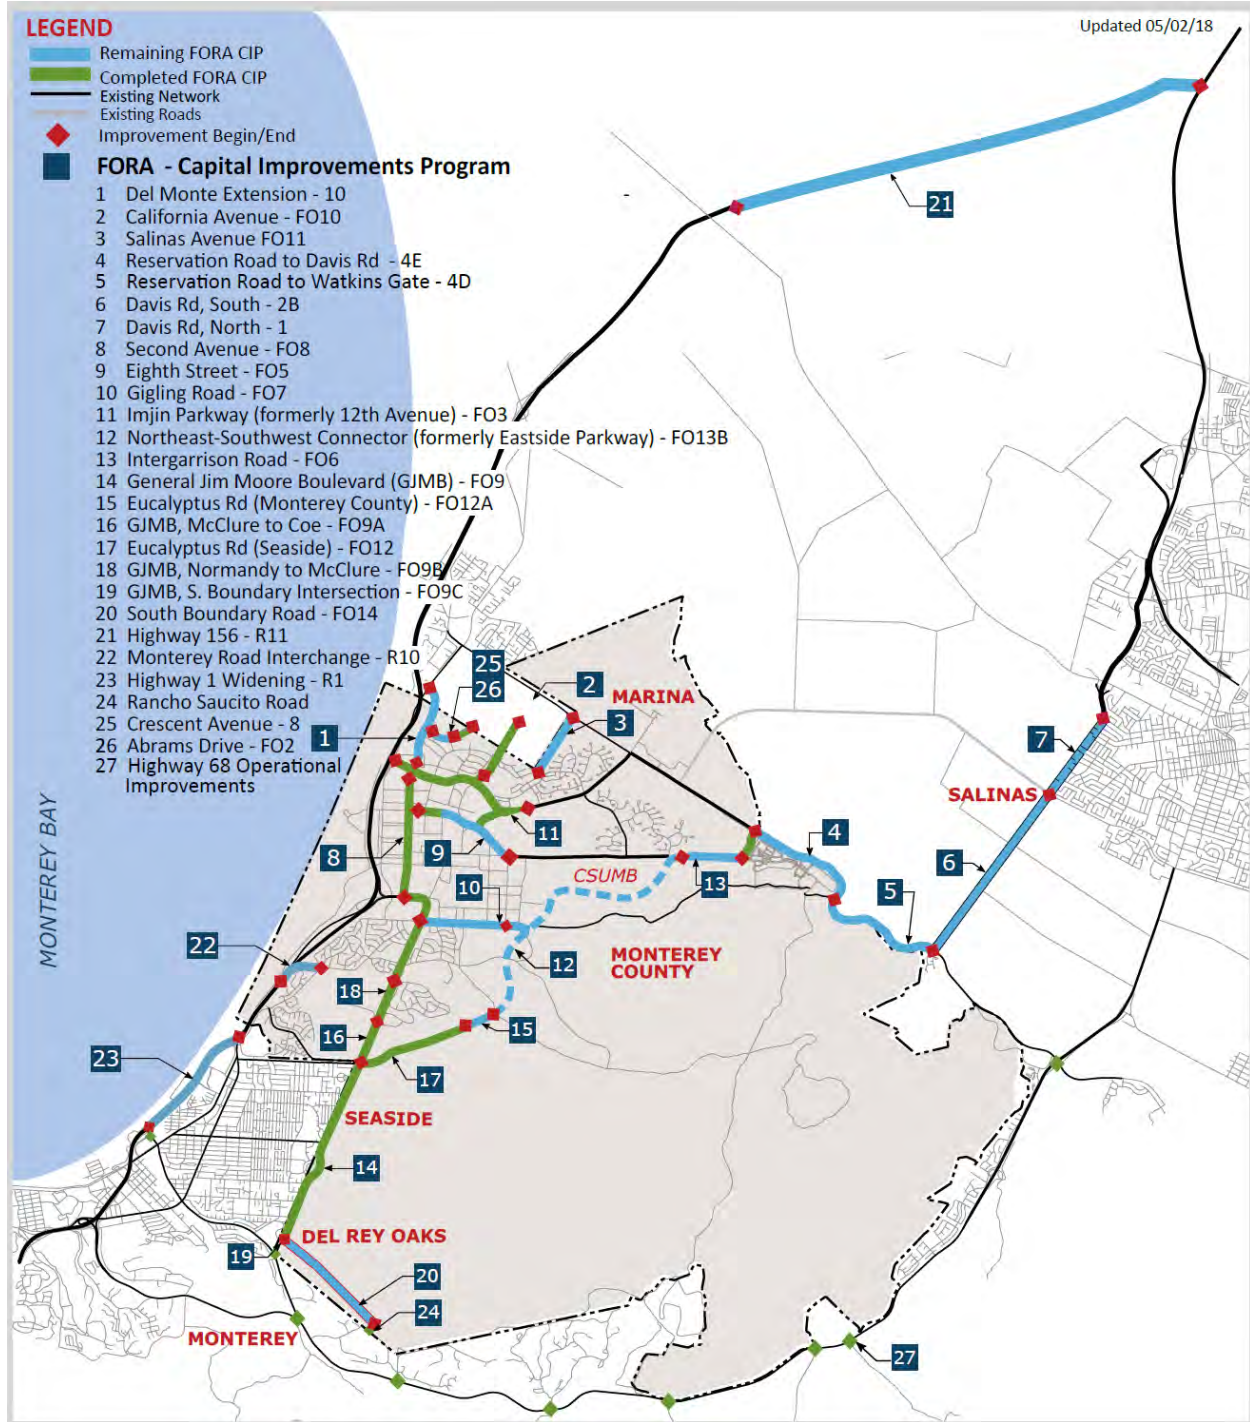 LEGEND
Updated 05/02/18
Remaining FORA CIP
Completed FORA CIP
Existing Network
Existing Roads
Improvement Begin/End
FORA - Capital Improvements Program
1 Del Monte Extension - 10
2 California Avenue - FO10
3 Salinas Avenue FO11
4 Reservation Road to Davis Rd - 4E
5 Reservation Road to Watkins Gate - 4D
6 Davis Rd, South - 2B
7 Davis Rd, North - 1
8 Second Avenue - FO8
9 Eighth Street - FO5
10 Gigling Road - FO7
11 Imjin Parkway (formerly 12th Avenue) - FO3
12 Northeast-Southwest Connector (formerly Eastside Parkway) - FO13B
13 Intergarrison Road - FO6
14 General Jim Moore Boulevard (GJMB) - FO9
15 Eucalyptus Rd (Monterey County) - FO12A
16 GJMB, McClure to Coe - FO9A
17 Eucalyptus Rd (Seaside) - FO12
18 GJMB, Normandy to McClure - FO9B
19 GJMB, S. Boundary Intersection - FO9C
20 South Boundary Road - FO14
21 Highway 156 - R11
22 Monterey Road Interchange - R10
23 Highway 1 Widening - R1
24 Rancho Saucito Road
25 Crescent Avenue - 8
26 Abrams Drive - FO2
27 Highway 68 Operational
Improvements
21
25
26
2
MARINA
3
1
7
SALINAS
MONTEREY BAY
11
4
8
9
6
CSUMB
13
10
5
22
12
MONTEREY
COUNTY
18
15
16
23
17
SEASIDE
14
DEL REY OAKS
19
20
24
MONTEREY
27